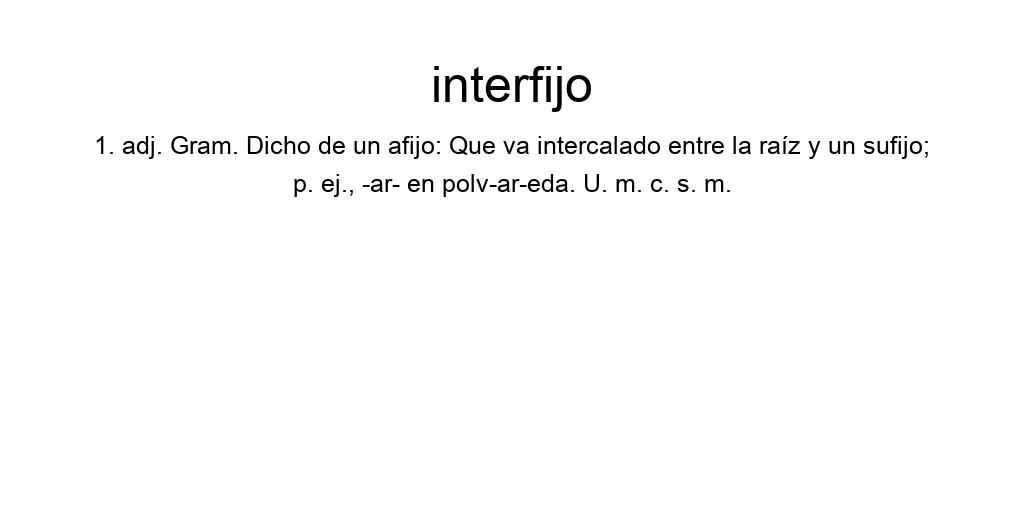 interfijo
1. adj. Gram. Dicho de un afijo: Que va intercalado entre la raíz y un sufijo;
p. ej., -ar- en polv-ar-eda. U. m. c. s. m.